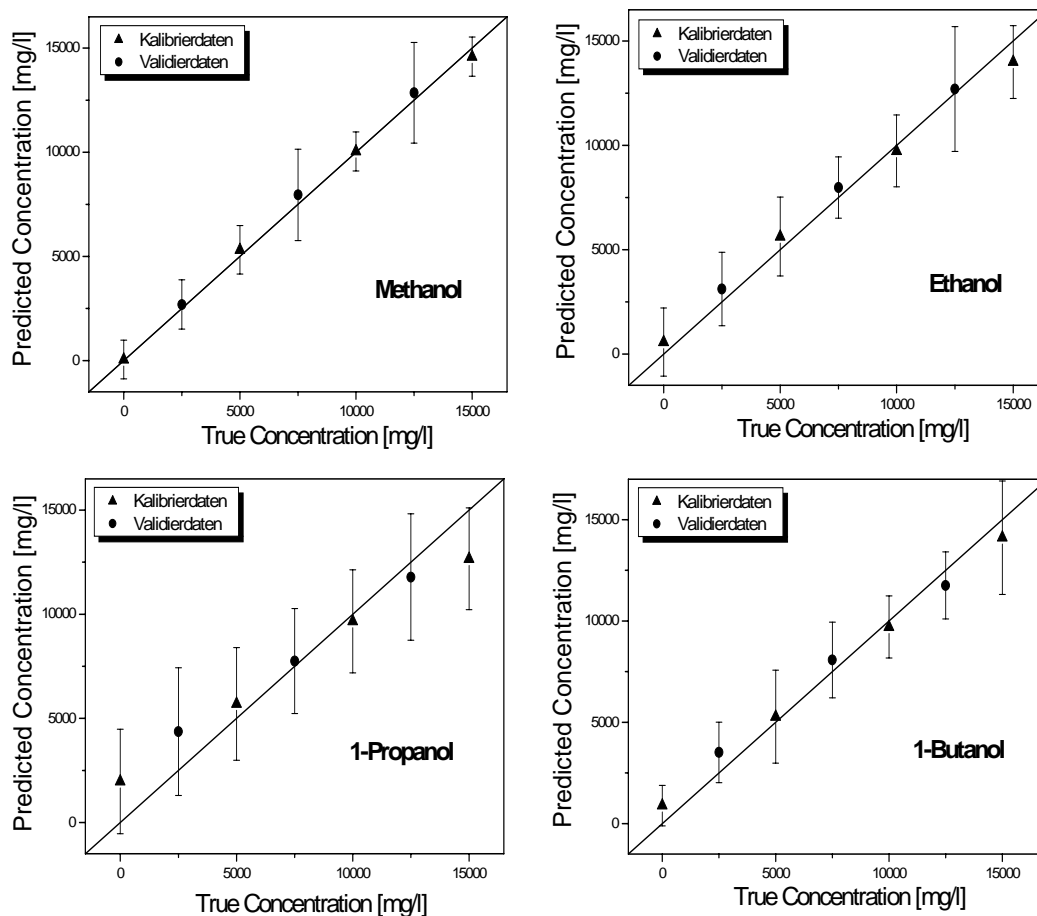 Kalibrierdaten
Validierdaten
Predicted Concentration [mg/l]
15000
10000
5000
0
Methanol
0
5000
10000
15000
True Concentration [mg/l]
Kalibrierdaten
Validierdaten
Predicted Concentration [mg/l]
15000
10000
5000
0
Ethanol
0
5000
10000
15000
True Concentration [mg/l]
Kalibrierdaten
Validierdaten
Predicted Concentration [mg/l]
15000
10000
5000
0
1-Propanol
0
5000
10000
15000
True Concentration [mg/l]
Kalibrierdaten
Validierdaten
Predicted Concentration [mg/l]
15000
10000
5000
0
1-Butanol
0
5000
10000
15000
True Concentration [mg/l]